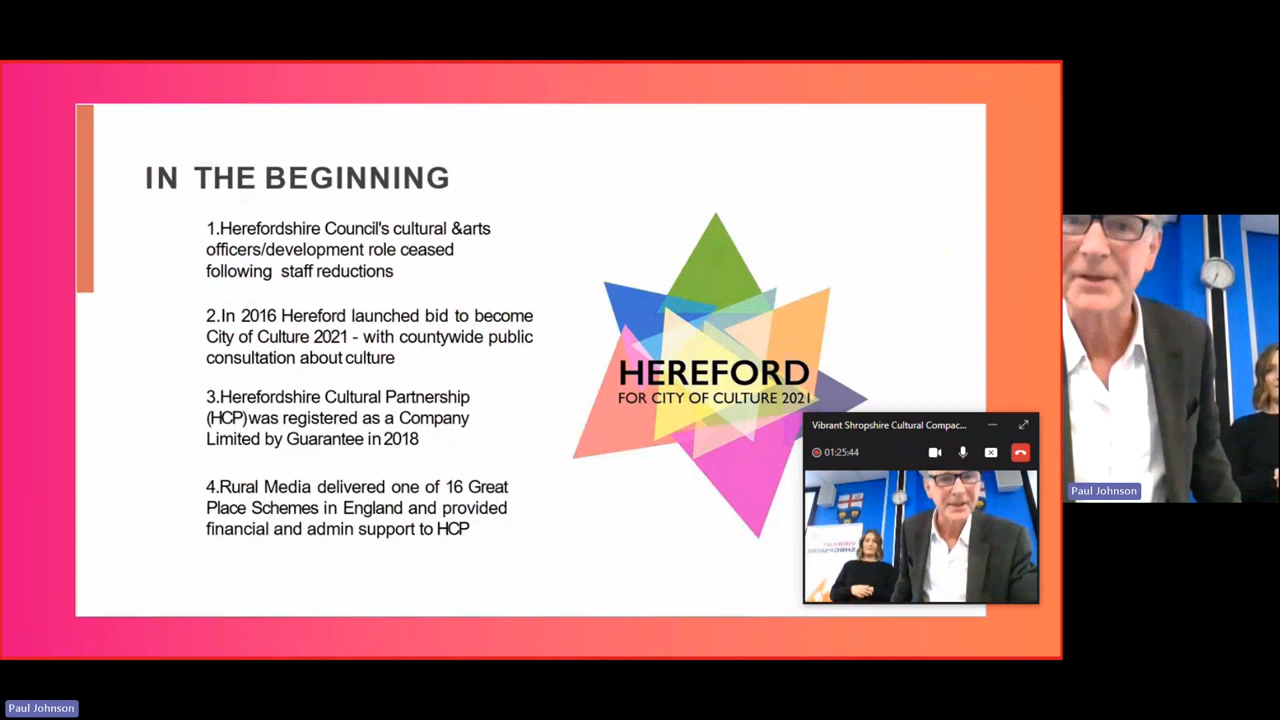 IN THE BEGINNING
1.Herefordshire Council's cultural &arts
officers/development role ceased
following staff reductions
2.In 2016 Hereford launched bid to become
City of Culture 2021 - with countywide public
consultation about culture
3.Herefordshire Cultural Partnership
(HCP)was registered as a Company
Limited by Guarantee in 2018
4.Rural Media delivered one of 16 Great
Place Schemes in England and provided
financial and admin support to HCP
HEREFORD
FOR CITY OF CULTURE 2021
Vibrant Shropshire Cultural Compac...
01:25:44
VIBRANT
SHROPSHIRE
Paul Johnson
Paul Johnson